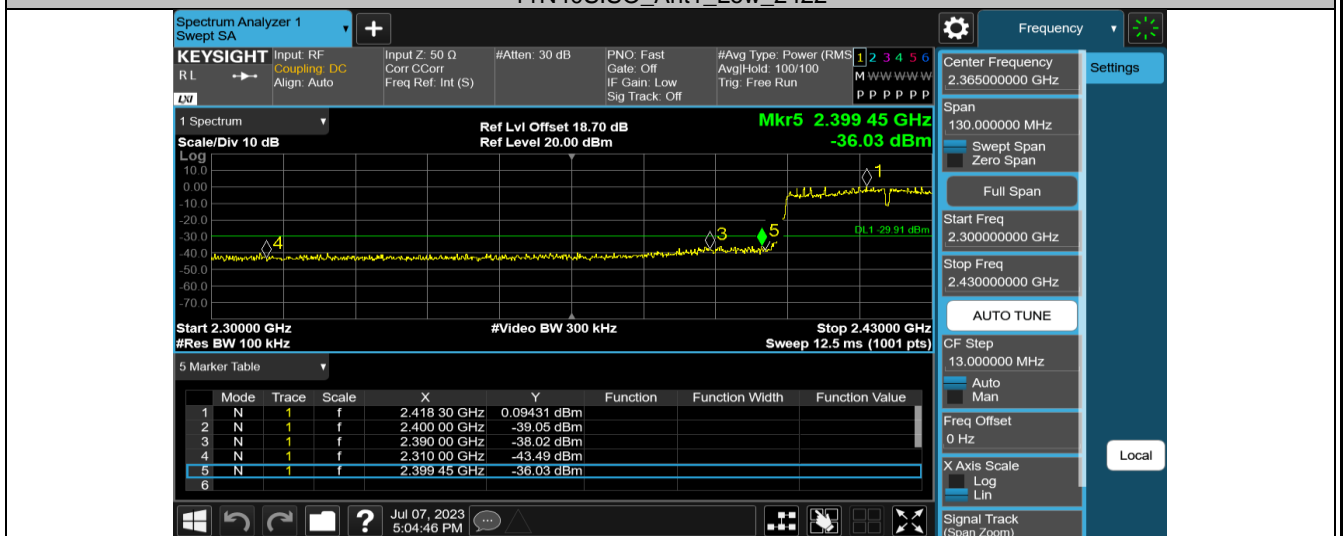 11N40SISO_Ant1_Low_2422
Spectrum Analyzer 1
Swept SA
Frequency
KEYSIGHT
R L
LXI
Input: RF
Coupling: DC
Align: Auto
Input Z: 50 Ω
Corr CCorr
Freq Ref: Int (S)
#Atten: 30 dB
PNO: Fast
Gate: Off
IF Gain: Low
Sig Track: Off
#Avg Type: Power (RMS
Avg|Hold: 100/100
Trig: Free Run
1 2 3 4 5 6
M W W W W W
P P P P P P
1 Spectrum
Scale/Div 10 dB
Ref Lvl Offset 18.70 dB
Ref Level 20.00 dBm
Mkr5 2.399 45 GHz
-36.03 dBm
Log
10.0
0.00
-10.0
-20.0
-30.0
-40.0
-50.0
-60.0
-70.0
1
3
4
5
DL1 -29.91 dBm
Start 2.30000 GHz
#Video BW 300 kHz
Stop 2.43000 GHz
#Res BW 100 kHz
Sweep 12.5 ms (1001 pts)
5 Marker Table
Mode Trace Scale X Y Function Function Width Function Value
1 N 1 f 2.418 30 GHz 0.09431 dBm
2 N 1 f 2.400 00 GHz -39.05 dBm
3 N 1 f 2.390 00 GHz -38.02 dBm
4 N 1 f 2.310 00 GHz -43.49 dBm
5 N 1 f 2.399 45 GHz -36.03 dBm
6
?
Jul 07, 2023
5:04:46 PM
Center Frequency
2.365000000 GHz
Settings
Span
130.000000 MHz
Swept Span
Zero Span
Full Span
Start Freq
2.300000000 GHz
Stop Freq
2.430000000 GHz
AUTO TUNE
CF Step
13.000000 MHz
Auto
Man
Freq Offset
0 Hz
X Axis Scale
Log
Lin
Local
Signal Track
(Span Zoom)